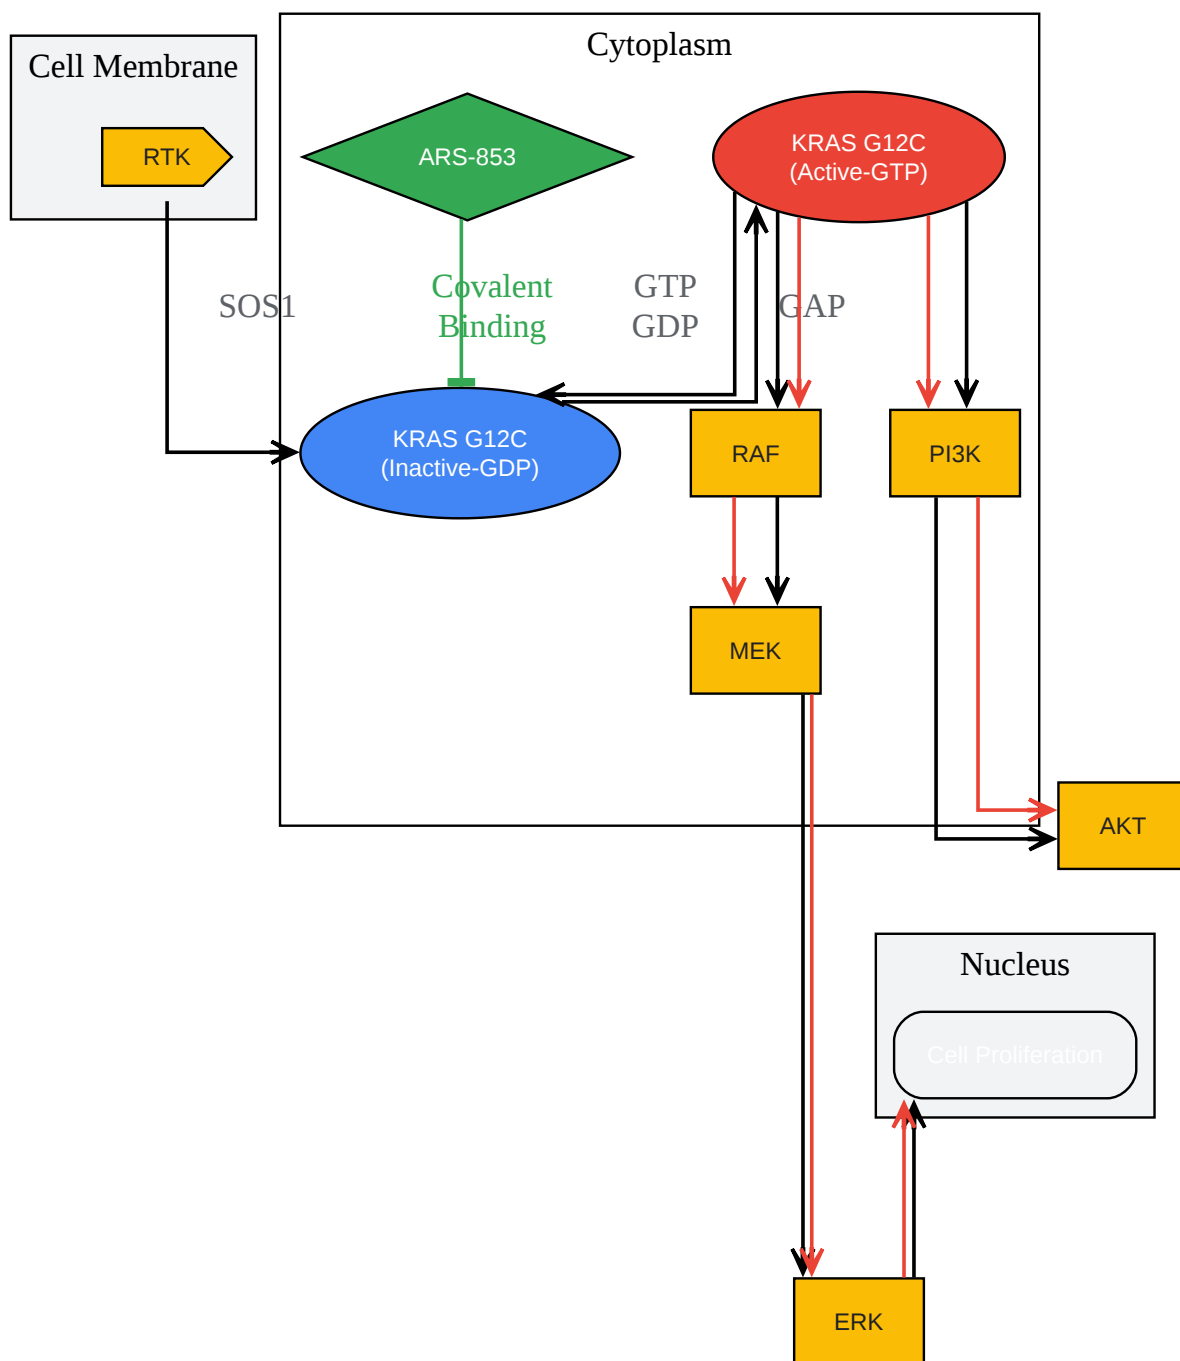 Cytoplasm
Cell Membrane
RTK
ARS-853
KRAS G12C
(Active-GTP)
SOS1
Covalent
Binding
GTP
GDP
GAP
KRAS G12C
(Inactive-GDP)
RAF
PI3K
MEK
AKT
Nucleus
Cell Proliferation
ERK